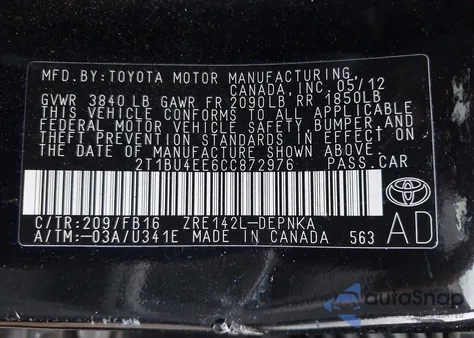 MFD. BY: TOYOTA MOTOR MANUFACTURING,
CANADA, INC. 05/12
GVWR 3840 LB GAWR FR 2090LB, RR 1850LB
THIS VEHICLE CONFORMS TO ALL APPLICABLE
FEDERAL MOTOR VEHICLE SAFETY, BUMPER, AND
THEFT PREVENTION STANDARDS IN EFFECT ON
THE DATE OF MANUFACTURE SHOWN ABOVE.
2T1BU4EE6CC872976 PASS. CAR
C/TR: 209/FB16 ZRE142L-DEPNKA AD
A/TM: -03A/U341E MADE IN CANADA 563
autoSnap